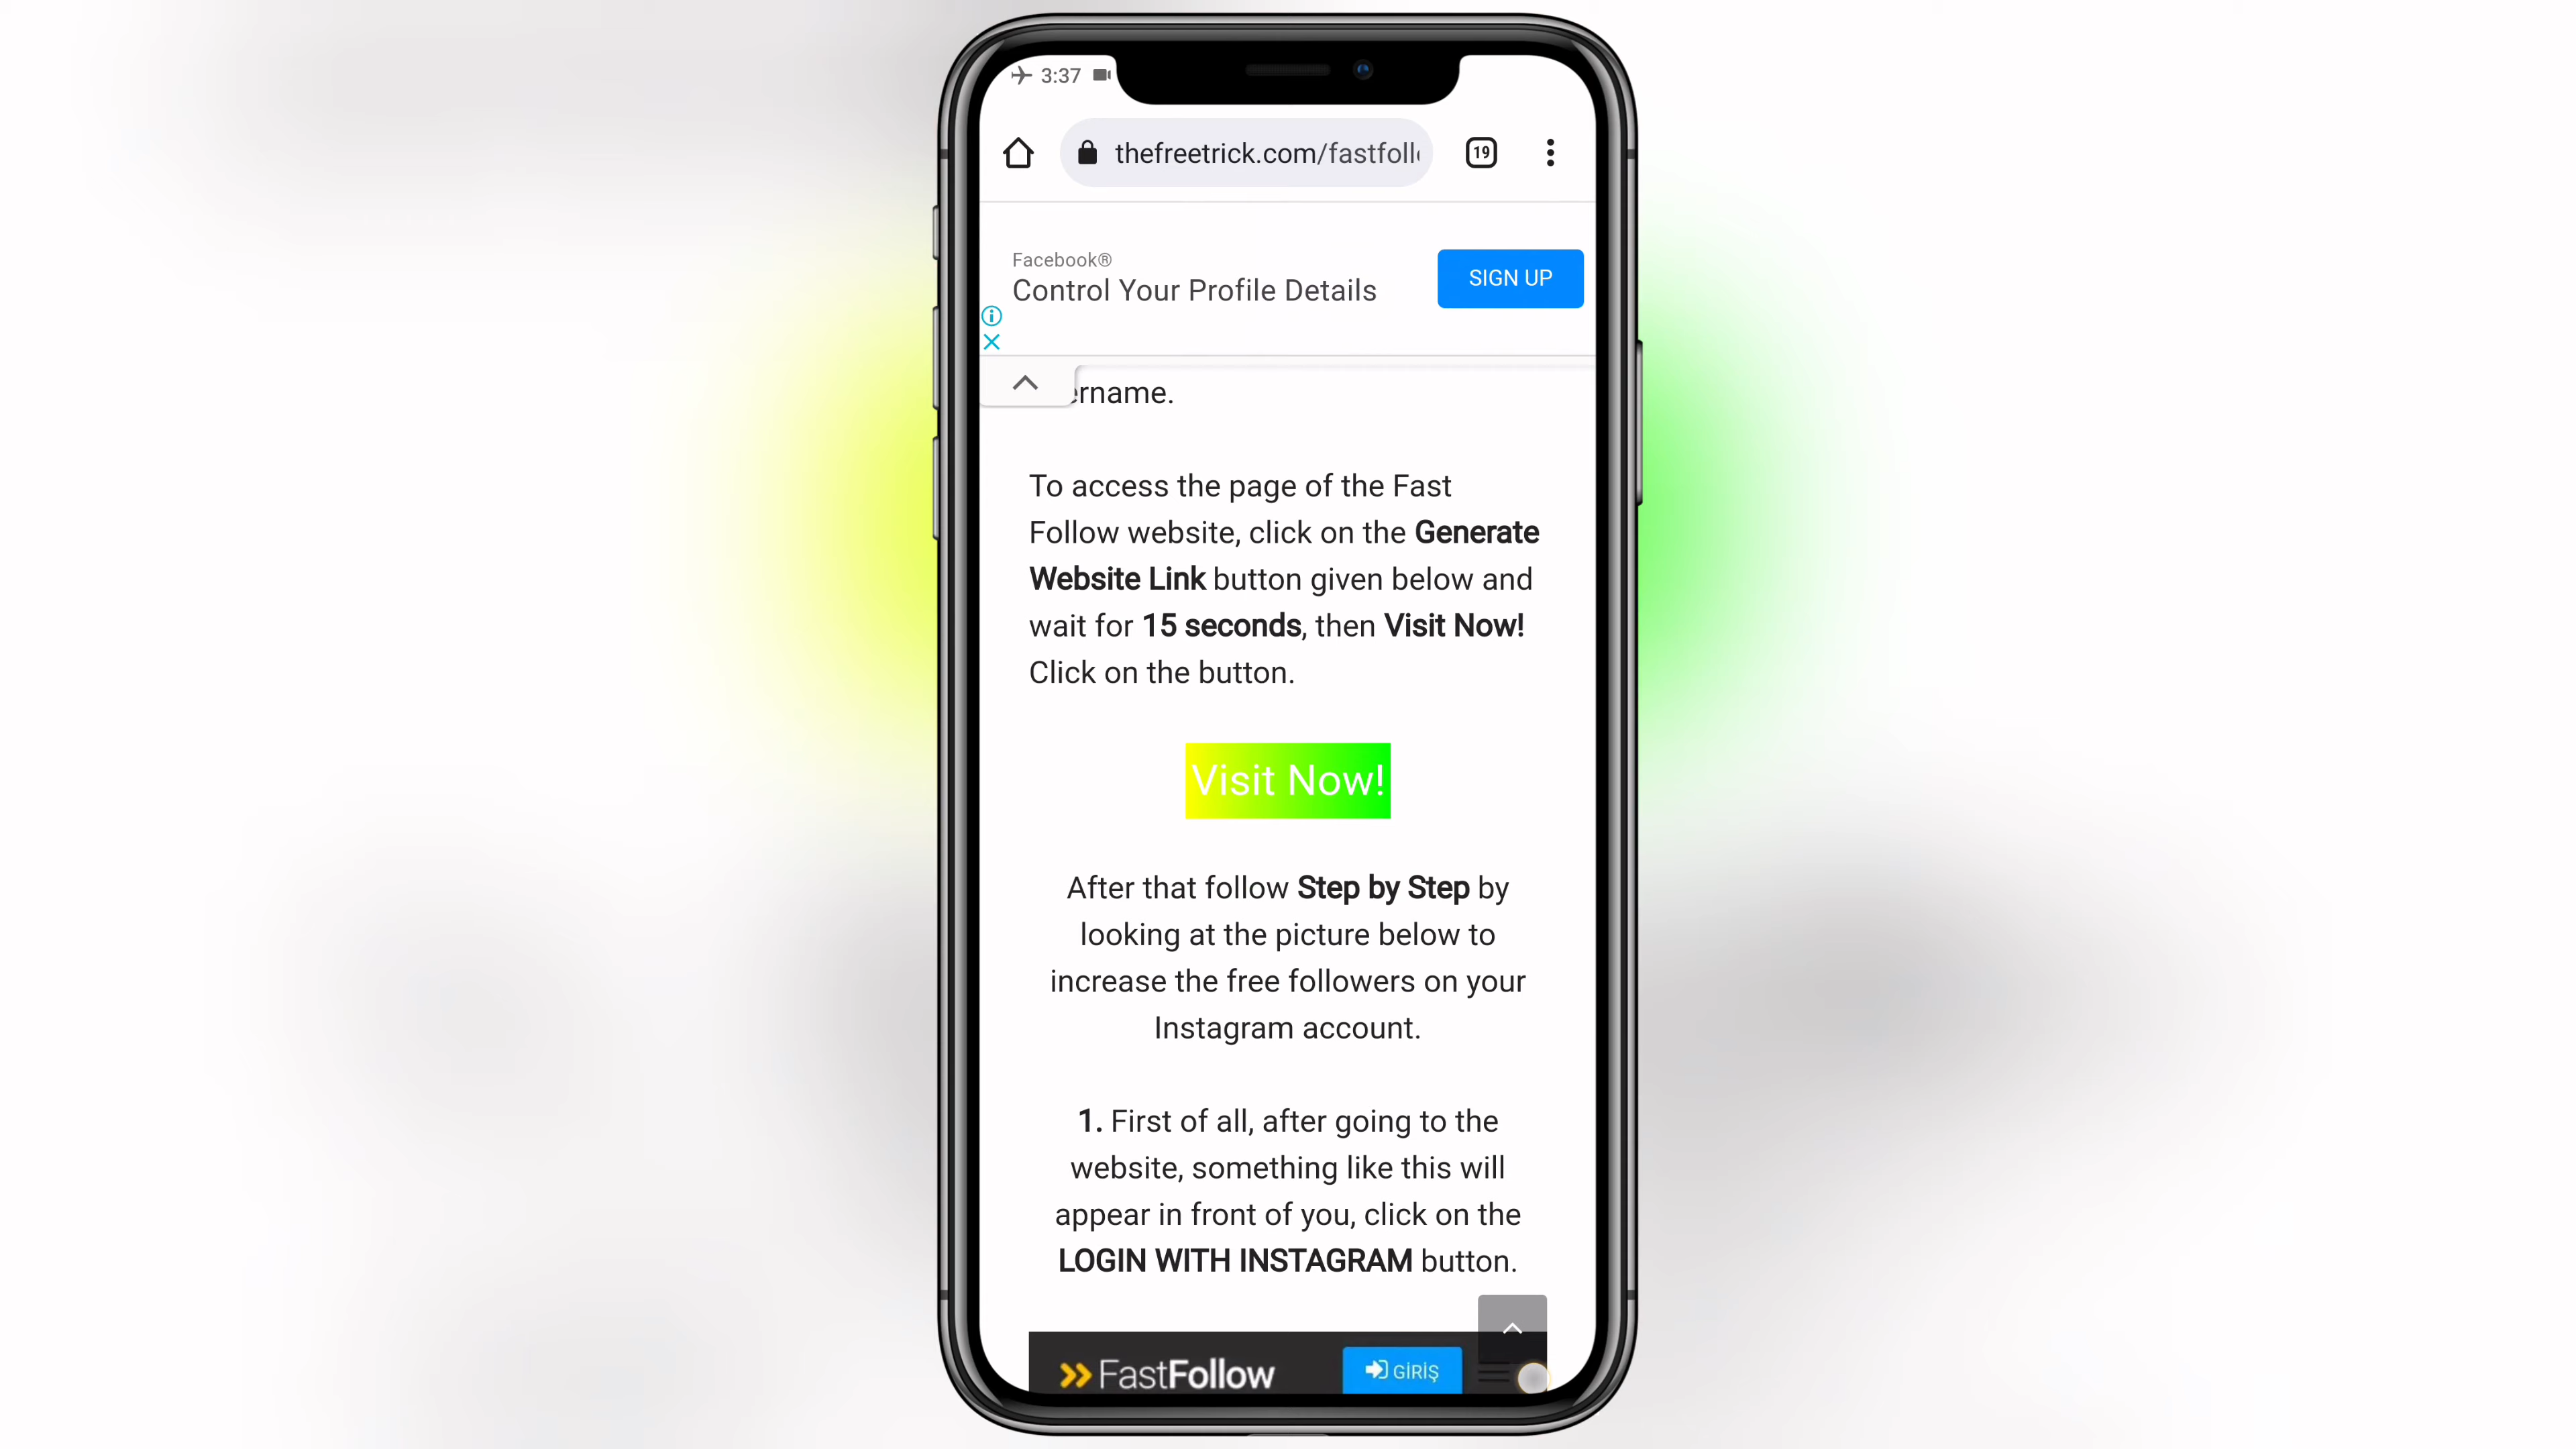 3:37
thefreetrick.com/fastfoll
19
Facebook®
Control Your Profile Details
SIGN UP
ername.
To access the page of the Fast
Follow website, click on the Generate
Website Link button given below and
wait for 15 seconds, then Visit Now!
Click on the button.
Visit Now!
After that follow Step by Step by
looking at the picture below to
increase the free followers on your
Instagram account.
1. First of all, after going to the
website, something like this will
appear in front of you, click on the
LOGIN WITH INSTAGRAM button.
FastFollow
GİRİŞ